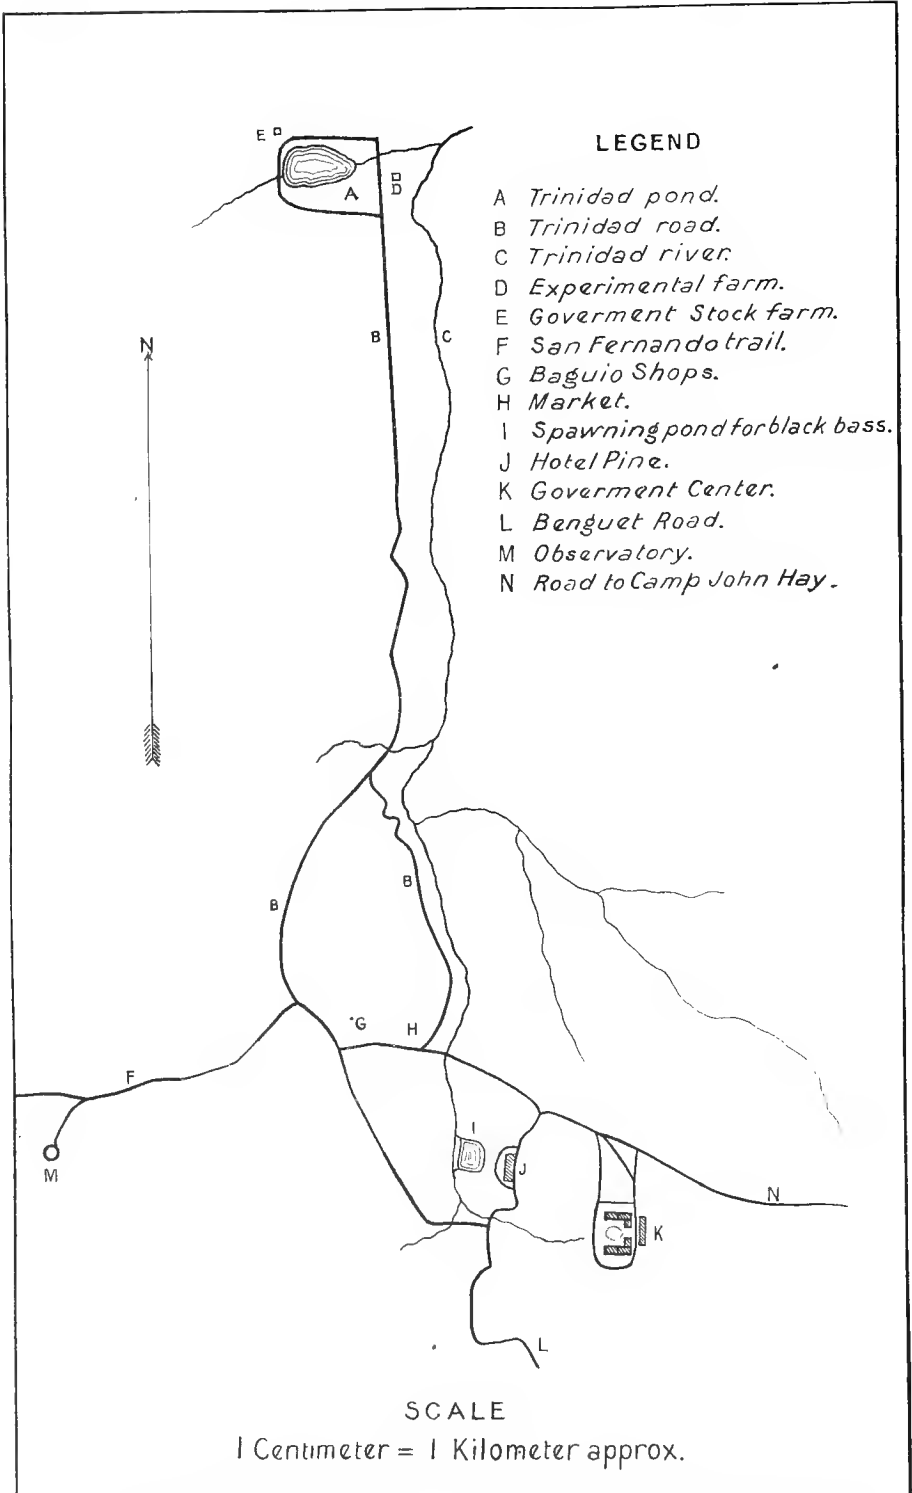 LEGEND
A Trinidad pond.
B Trinidad road.
C Trinidad river.
D Experimental farm.
E Goverment Stock farm.
F San Fernando trail.
G Baguio Shops.
H Market.
I Spawning pond for black bass.
J Hotel Pine.
K Goverment Center.
L Benguet Road.
M Observatory.
N Road to Camp John Hay.
E
A
D
N
B
C
B
B
G
H
F
M
I
J
N
K
L
SCALE
1 Centimeter = 1 Kilometer approx.